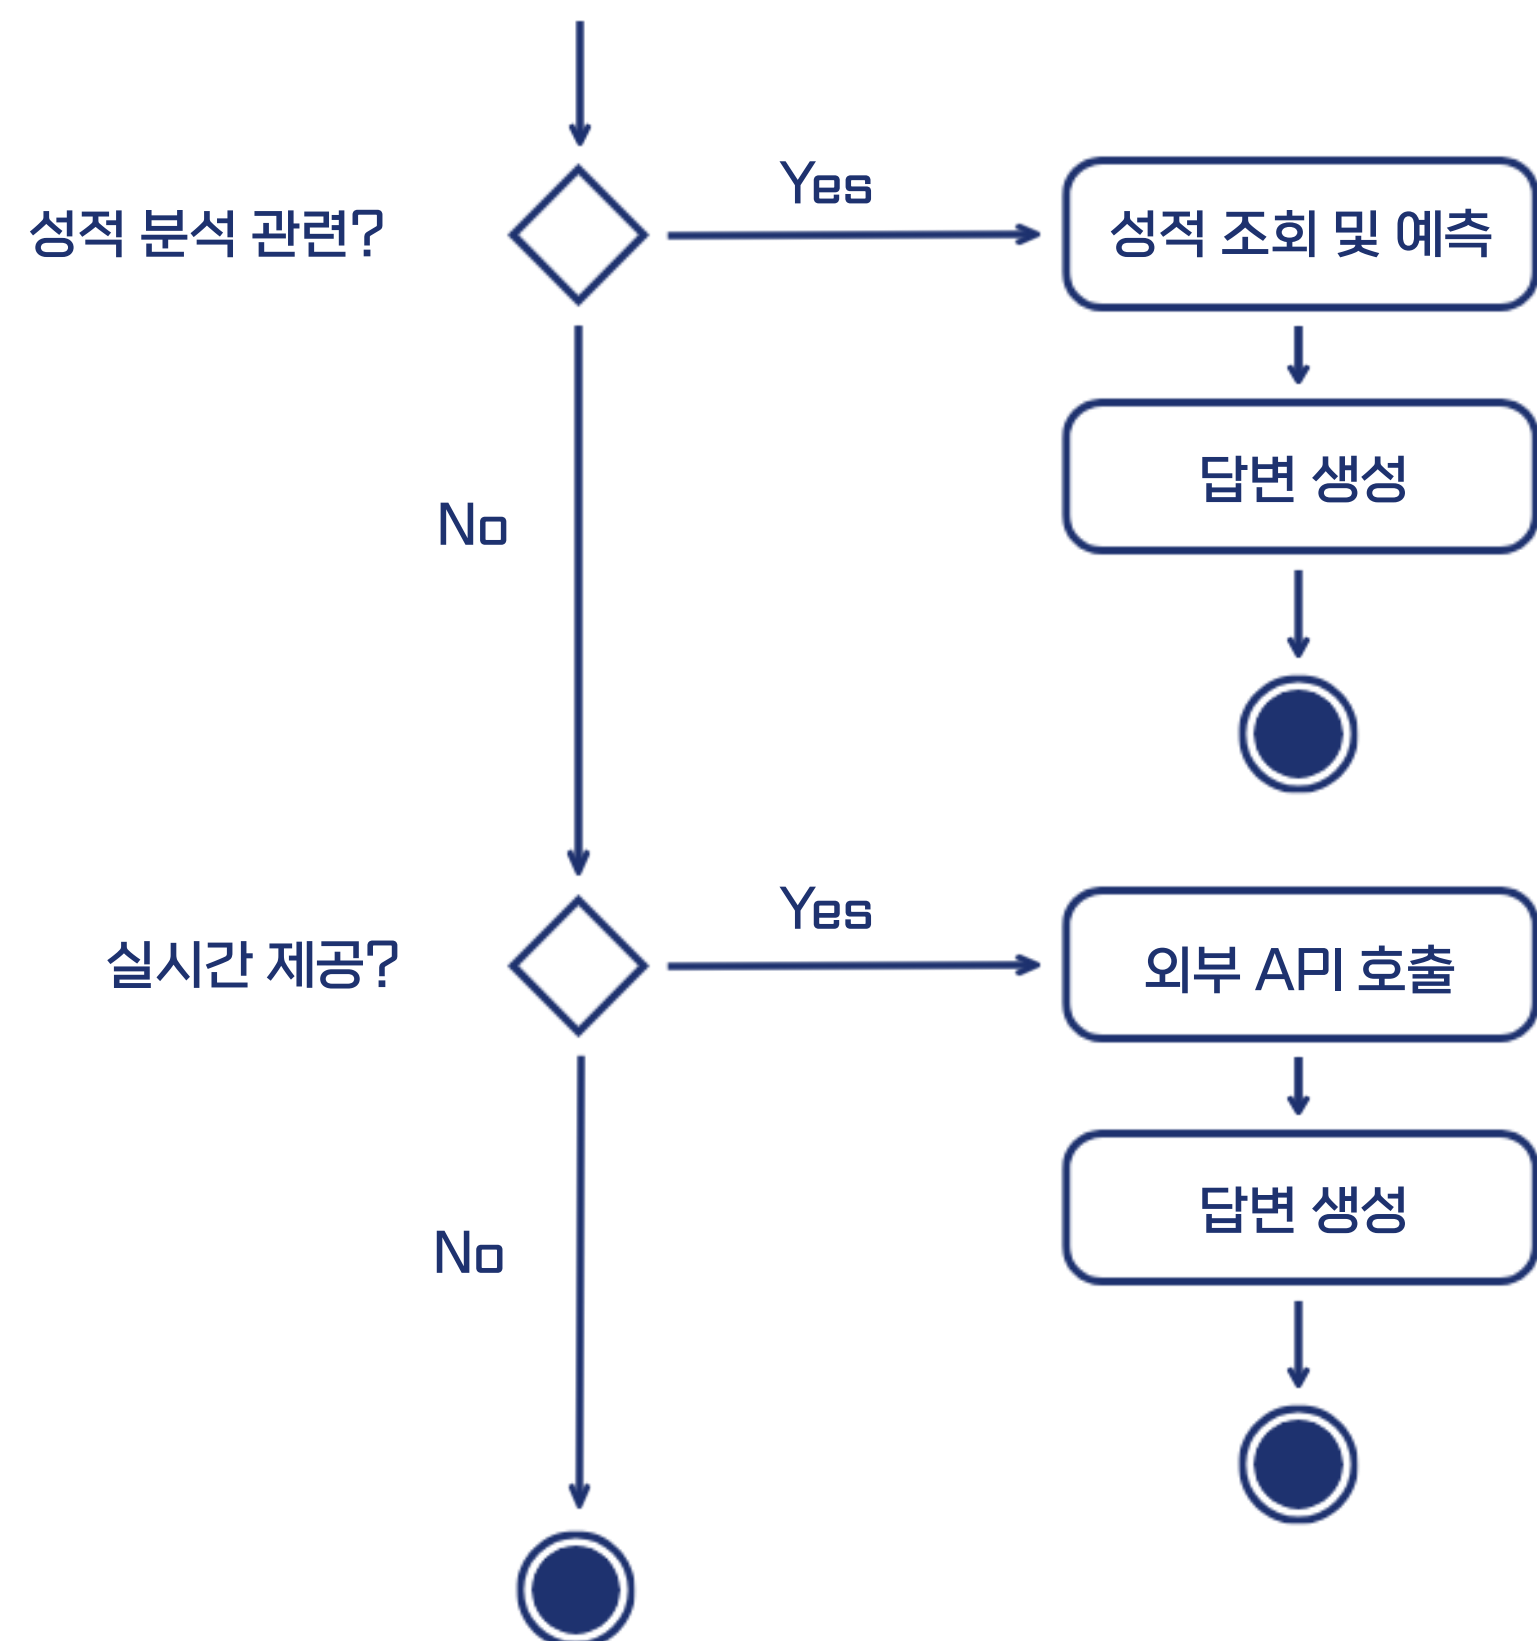 Yes
성적 분석 관련?
성적 조회 및 예측
답변 생성
No
Yes
실시간 제공?
외부 API 호출
답변 생성
No